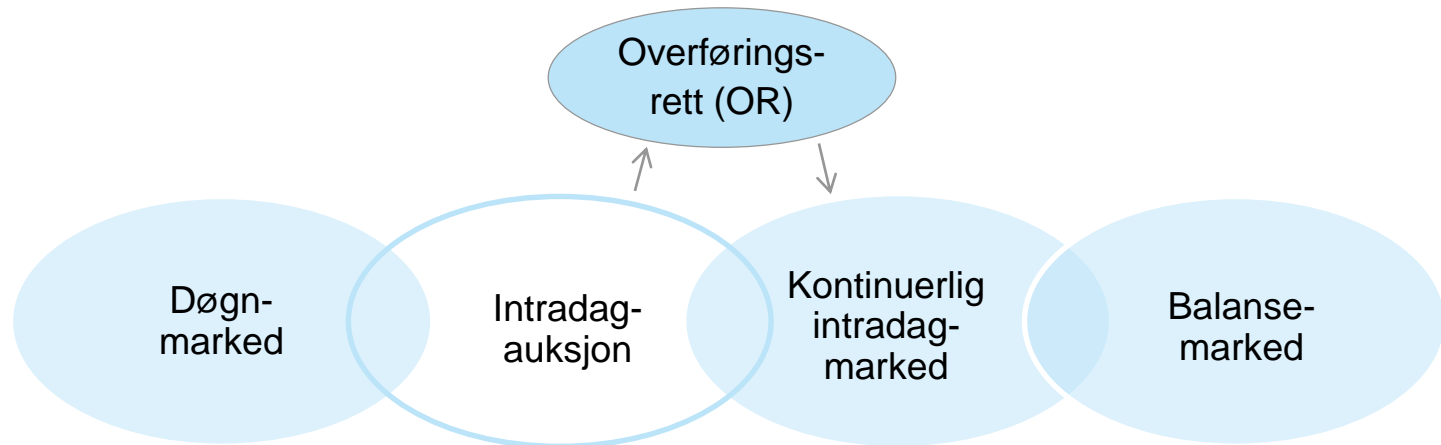 Overførings-
rett (OR)
Døgn-
marked
Intradag-
auksjon
Kontinuerlig
intradag-
marked
Balanse-
marked